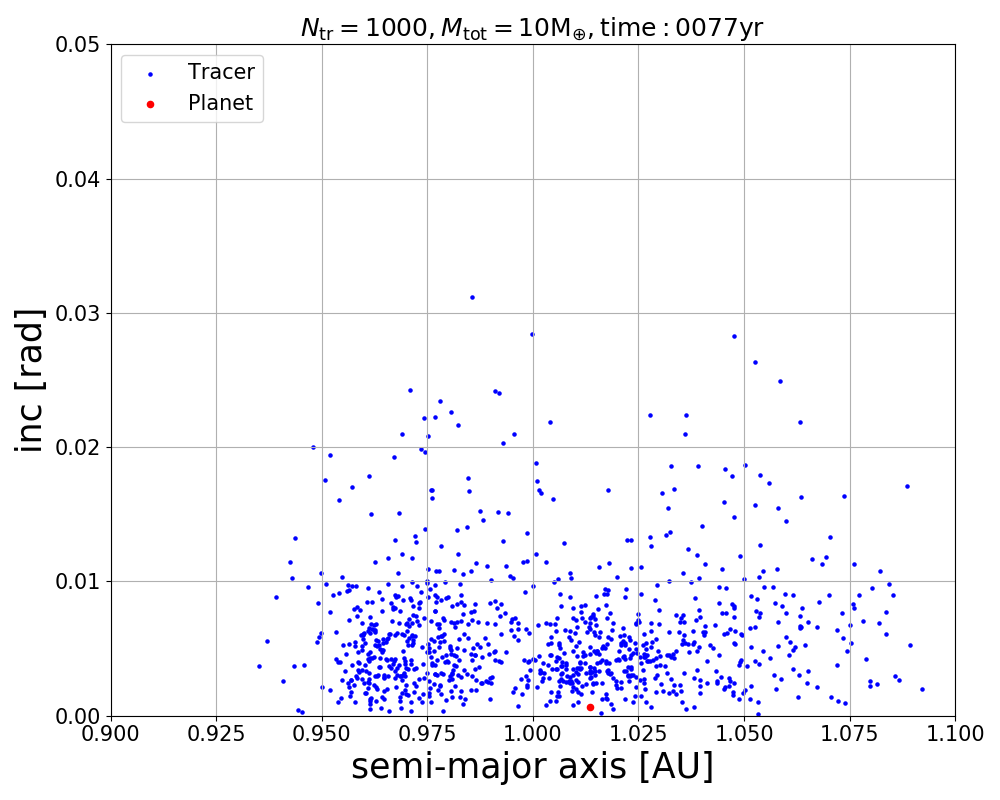 N_tr = 1000, M_tot = 10M_⊕, time : 0077yr
0.05
Tracer
Planet
0.04
0.03
0.02
0.01
0.00
inc [rad]
0.900 0.925 0.950 0.975 1.000 1.025 1.050 1.075 1.100
semi-major axis [AU]